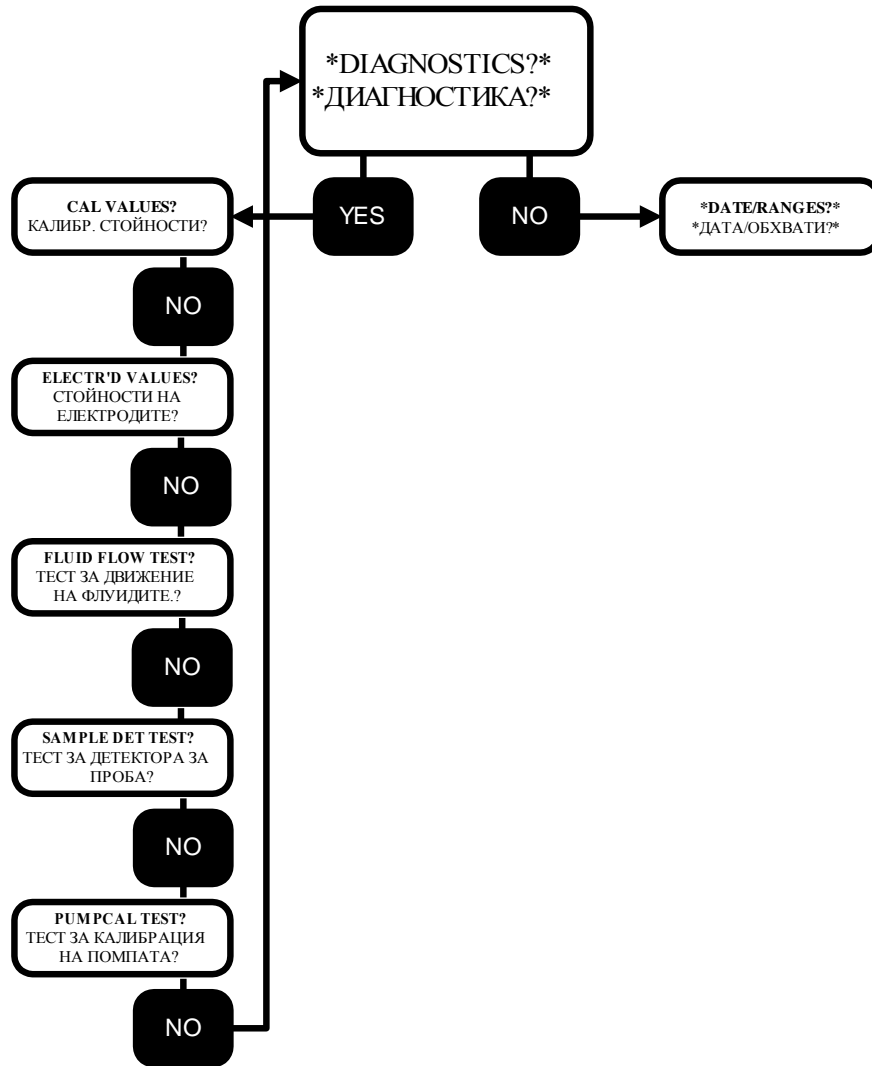 *DIAGNOSTICS?*
*ДИАГНОСТИКА?*
YES
NO
CAL VALUES?
КАЛИБР. СТОЙНОСТИ?
*DATE/RANGES?*
*ДАТА/ОБХВАТИ?*
NO
ELECTR'D VALUES?
СТОЙНОСТИ НА
ЕЛЕКТРОДИТЕ?
NO
FLUID FLOW TEST?
ТЕСТ ЗА ДВИЖЕНИЕ
НА ФЛУИДИТЕ.?
NO
SAMPLE DET TEST?
ТЕСТ ЗА ДЕТЕКТОРА ЗА
ПРОБА?
NO
PUMPCAL TEST?
ТЕСТ ЗА КАЛИБРАЦИЯ
НА ПОМПАТА?
NO